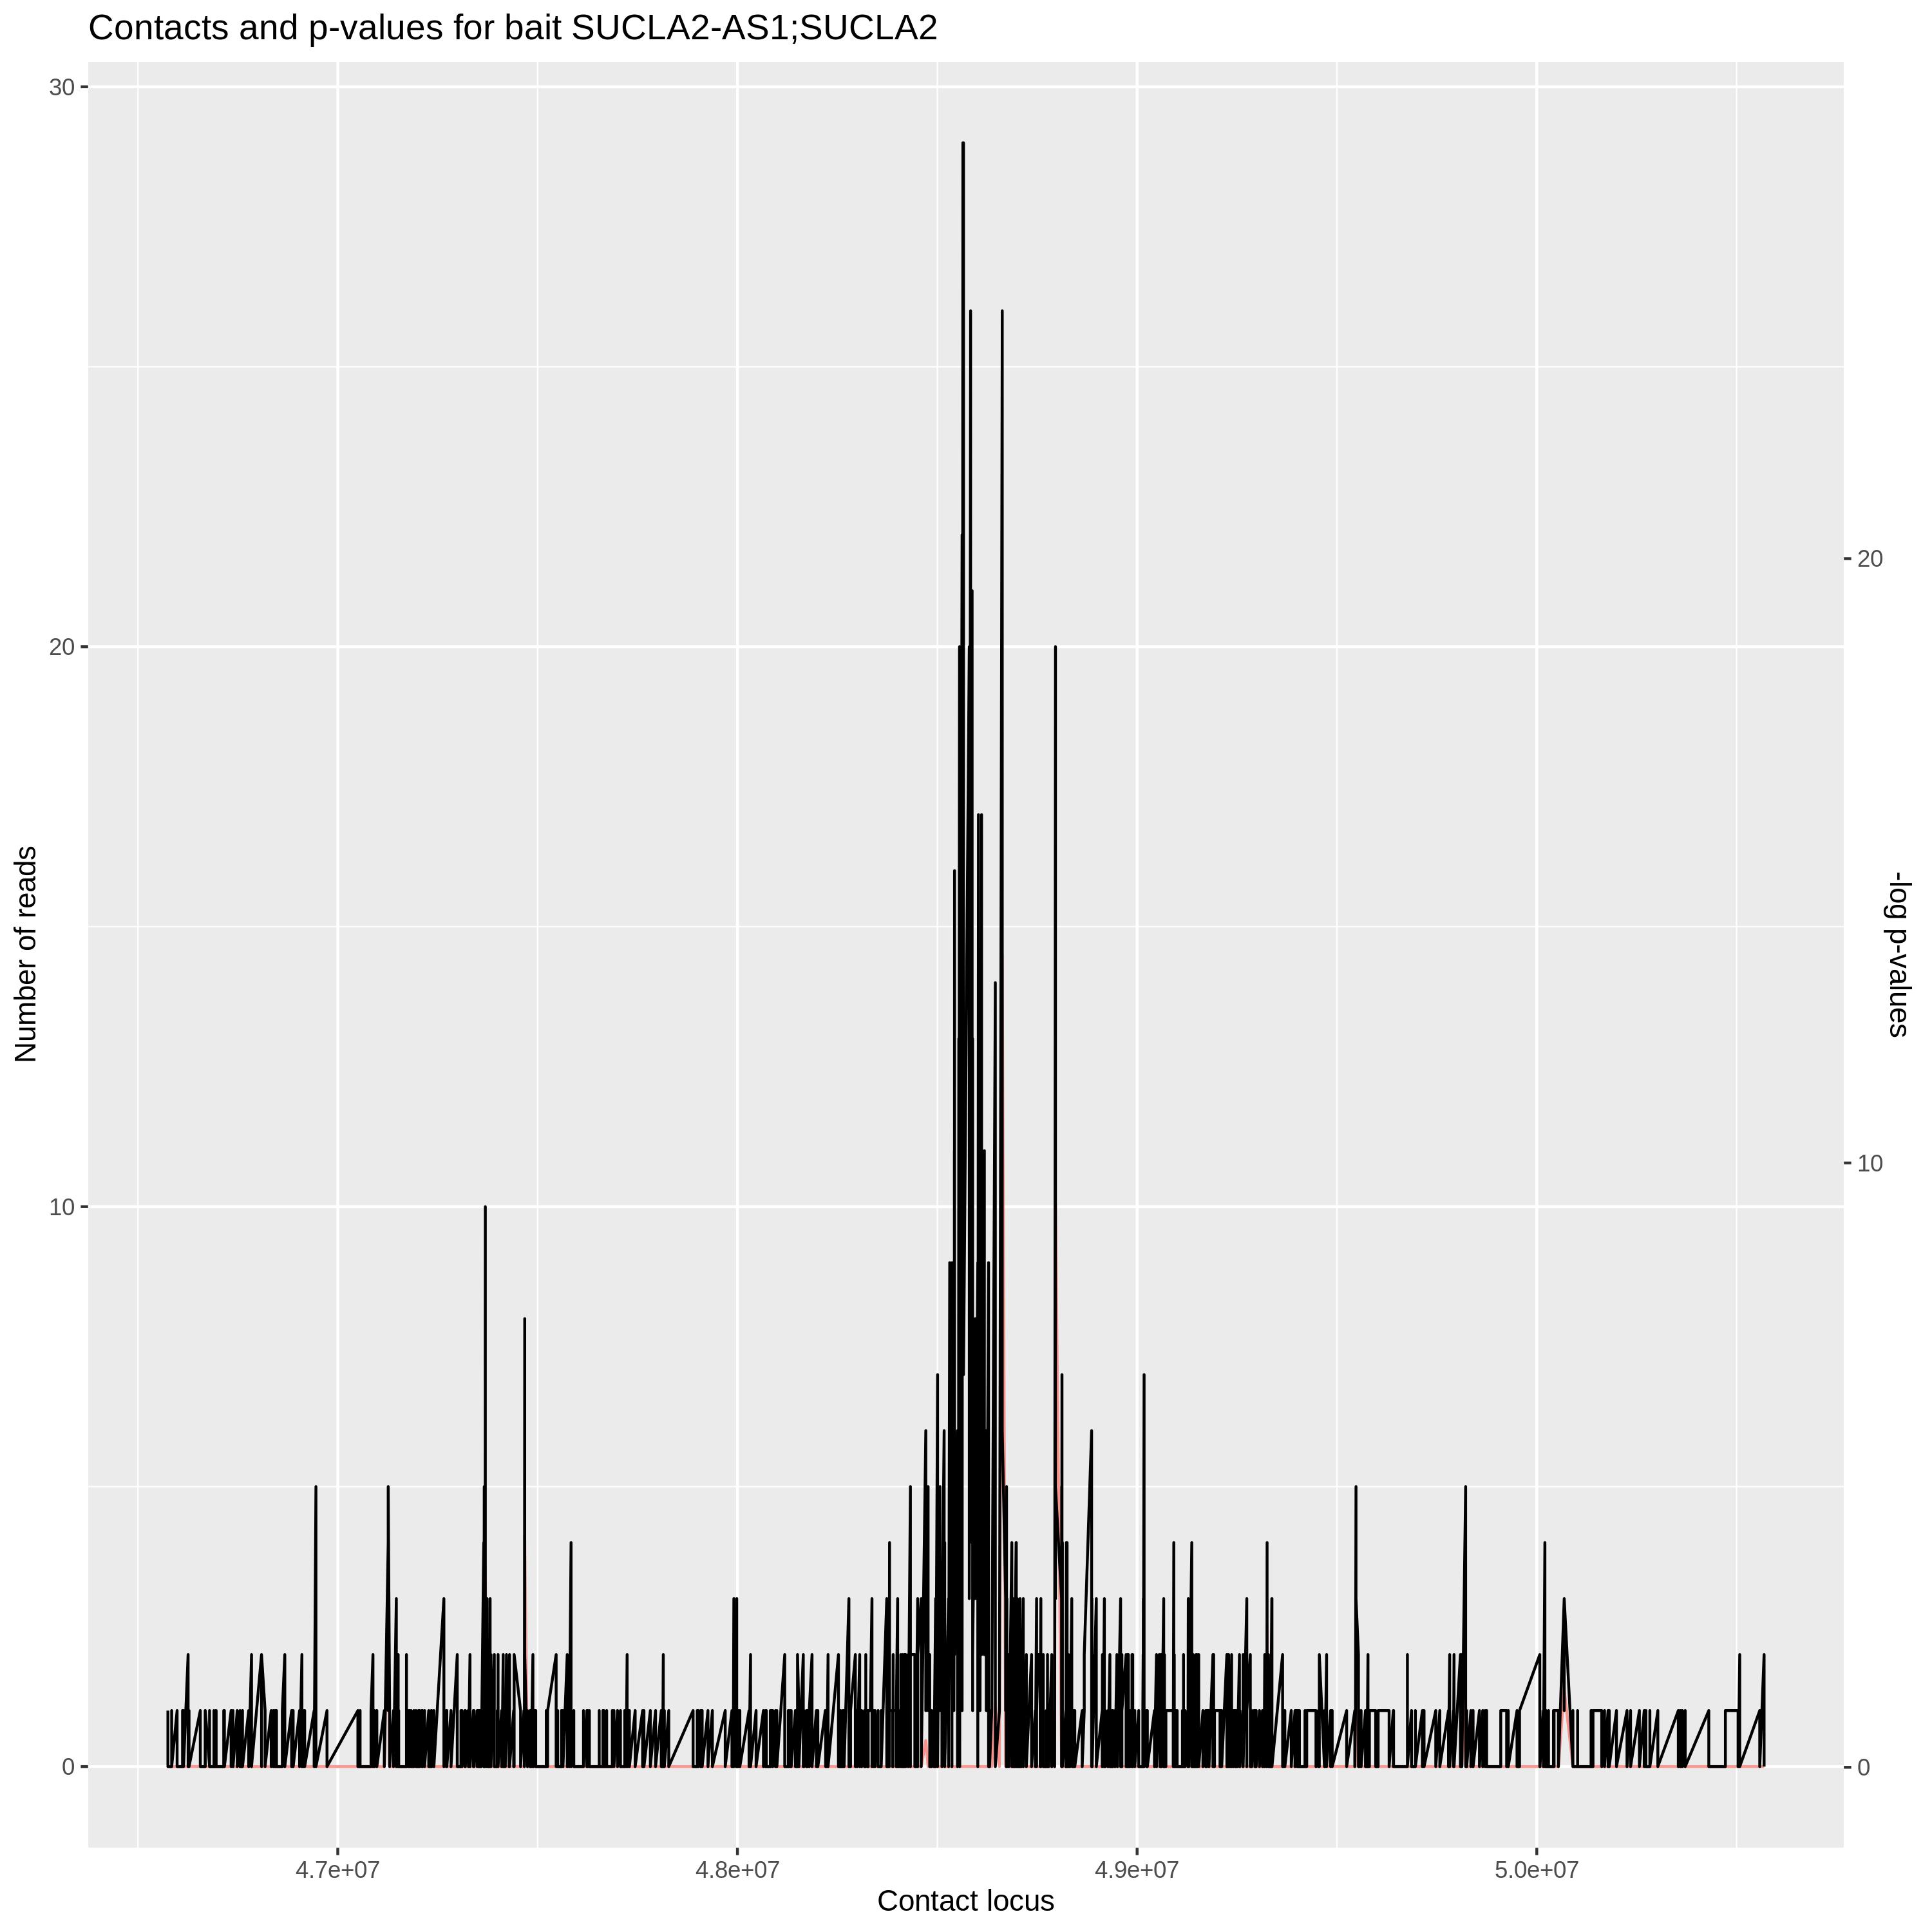 Contacts and p-values for bait SUCLA2-AS1;SUCLA2
30
20
10
0
Number of reads
20
10
0
-log p-values
4.7e+07 4.8e+07 4.9e+07 5.0e+07
Contact locus